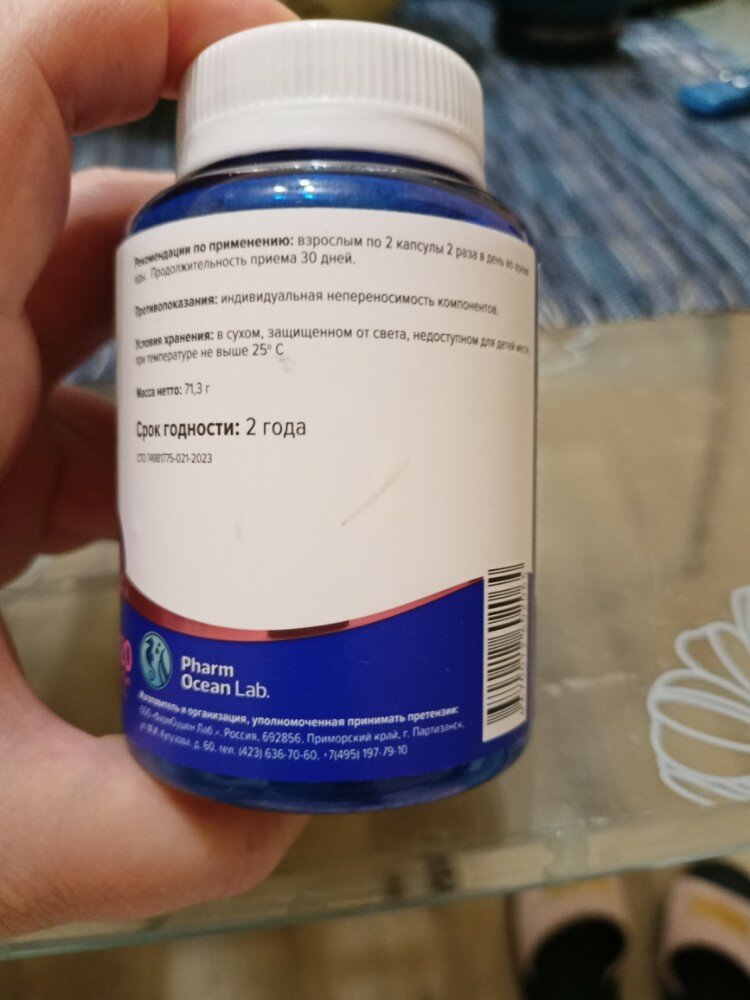 Рекомендации по применению: взрослым по 2 капсулы 2 раза в день во время
еды. Продолжительность приема 30 дней.
Противопоказания: индивидуальная непереносимость компонентов.
Условия хранения: в сухом, защищенном от света, недоступном для детей месте,
при температуре не выше 25° С
Масса нетто: 71,3 г
Срок годности: 2 года
СТО 74981775-021-2023
Pharm
Ocean Lab.
Изготовитель и организация, уполномоченная принимать претензии:
ООО «ФармОушен Лаб.», Россия, 692856, Приморский край, г. Партизанск,
ул. М.И. Кутузова, д. 60, тел. (423) 636-70-60, +7(495) 197-79-10